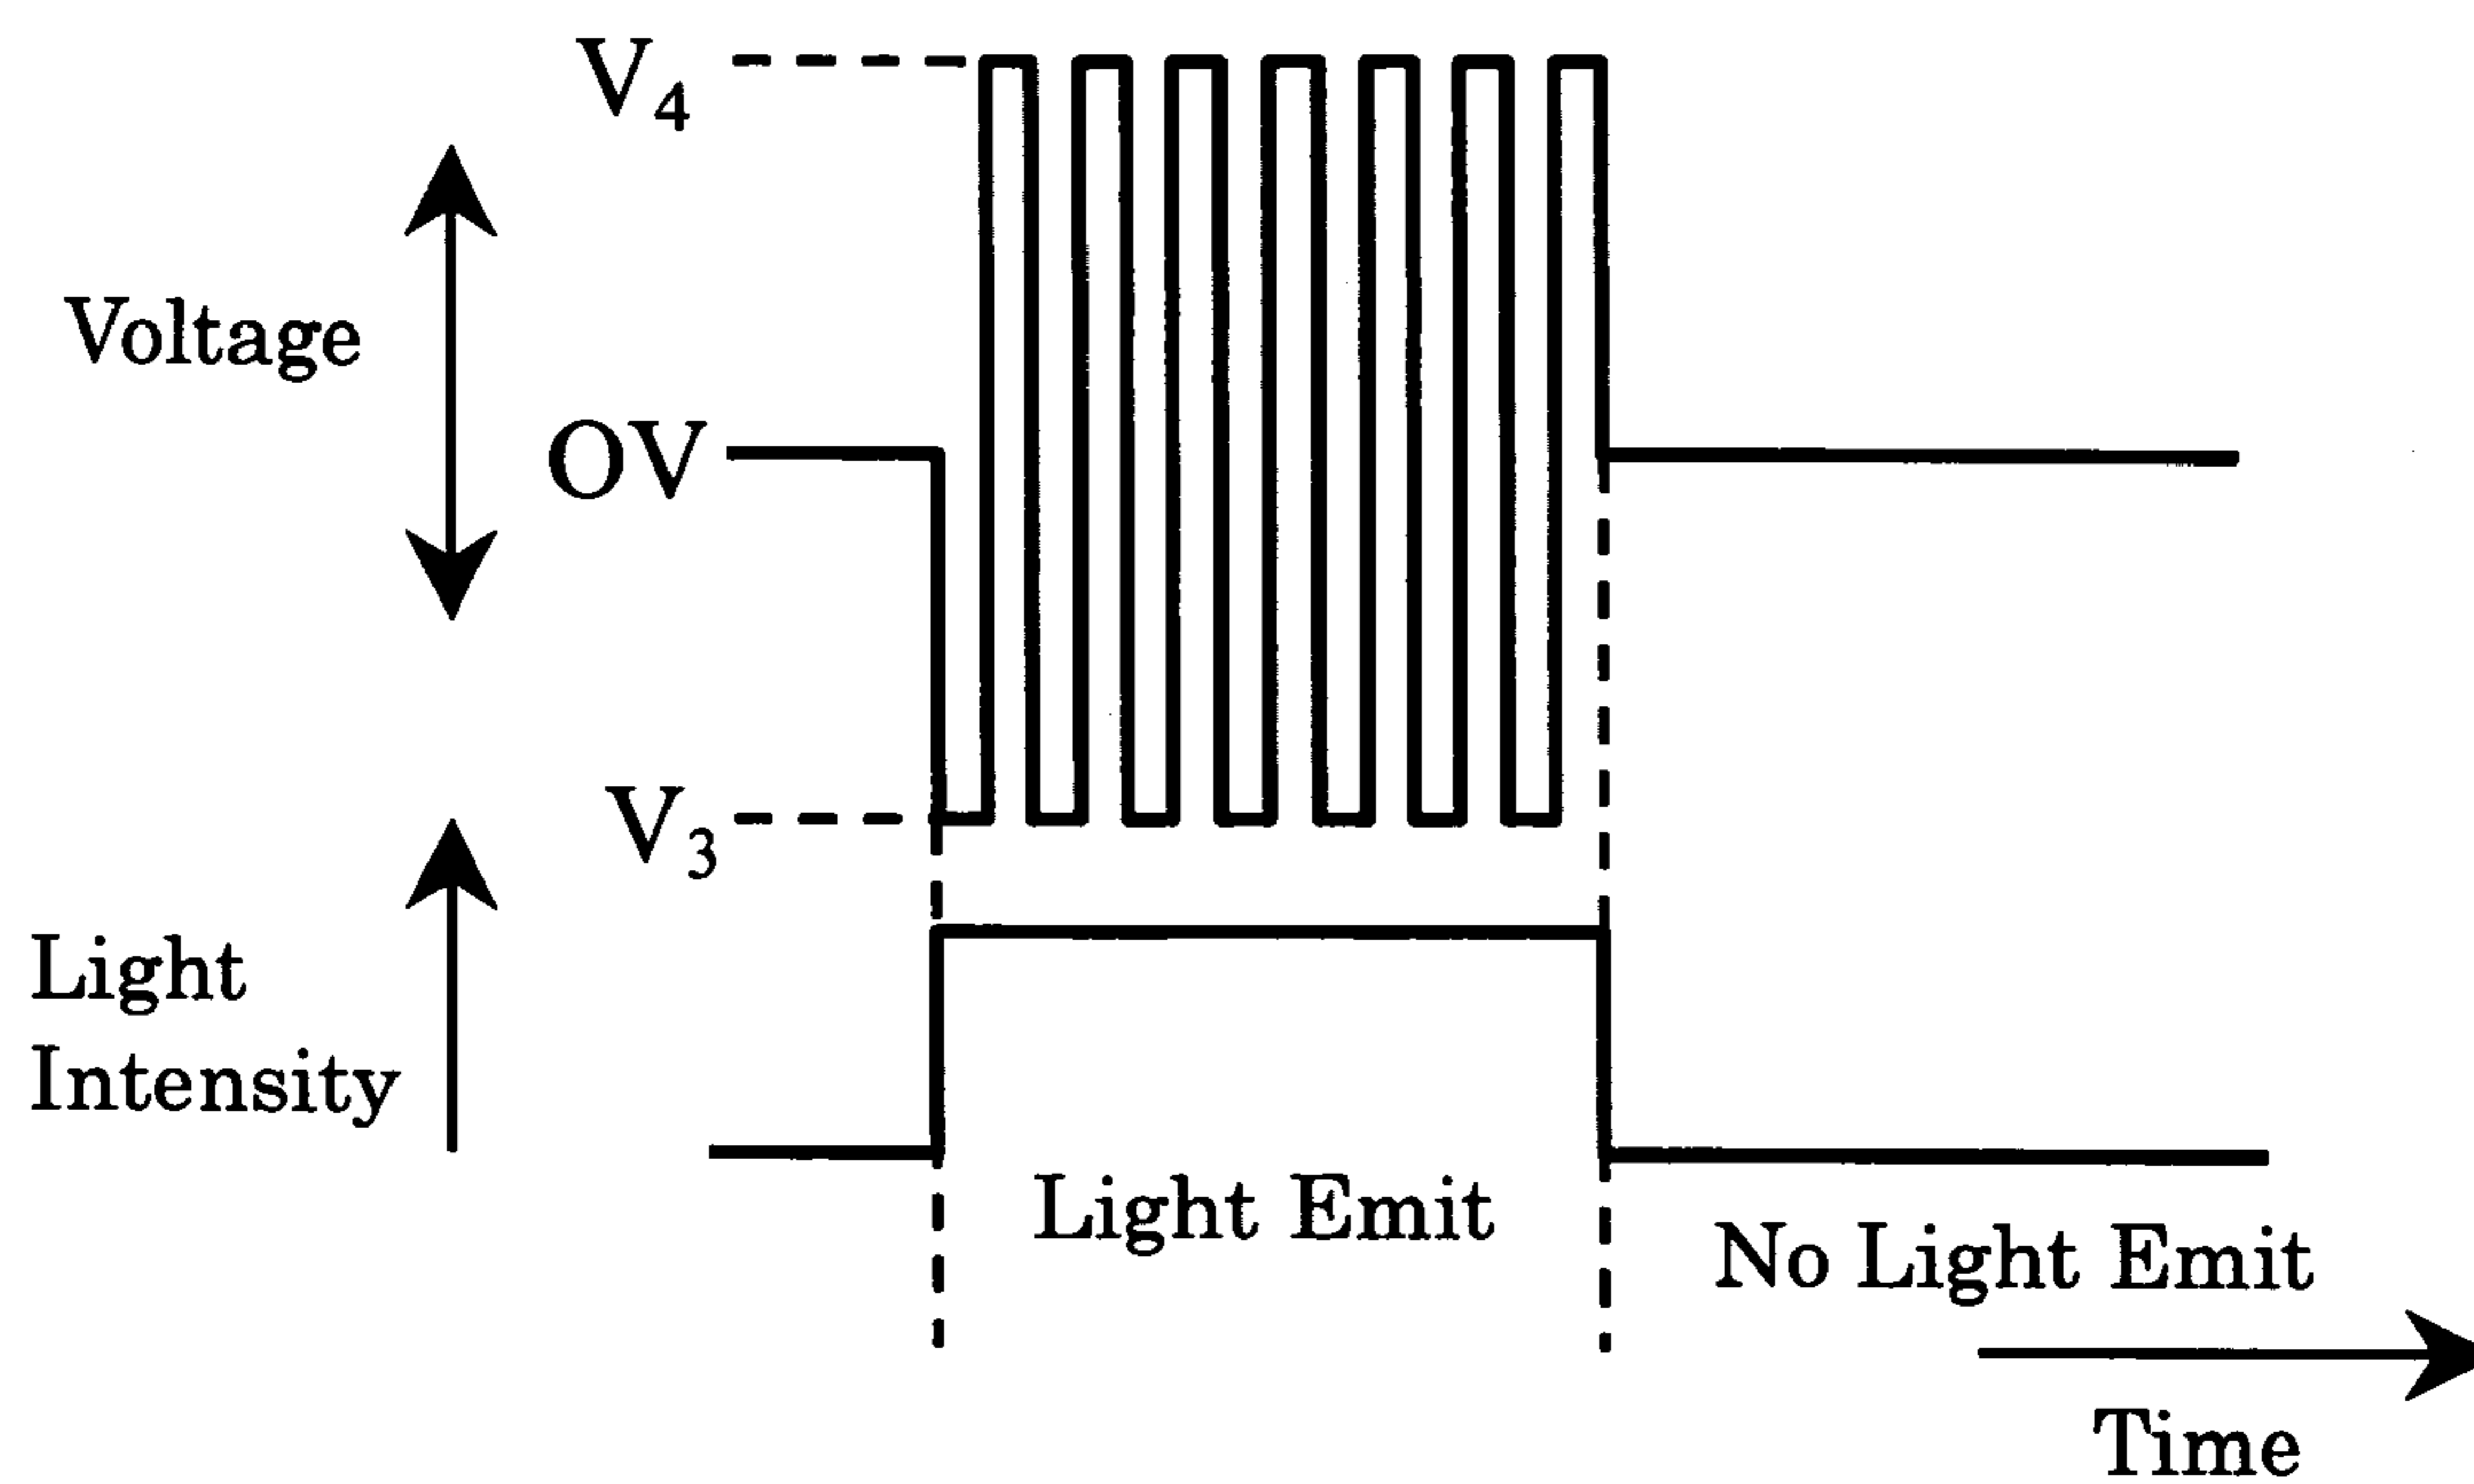 V4
Voltage
OV
V3
Light
Intensity
Light Emit
No Light Emit
Time